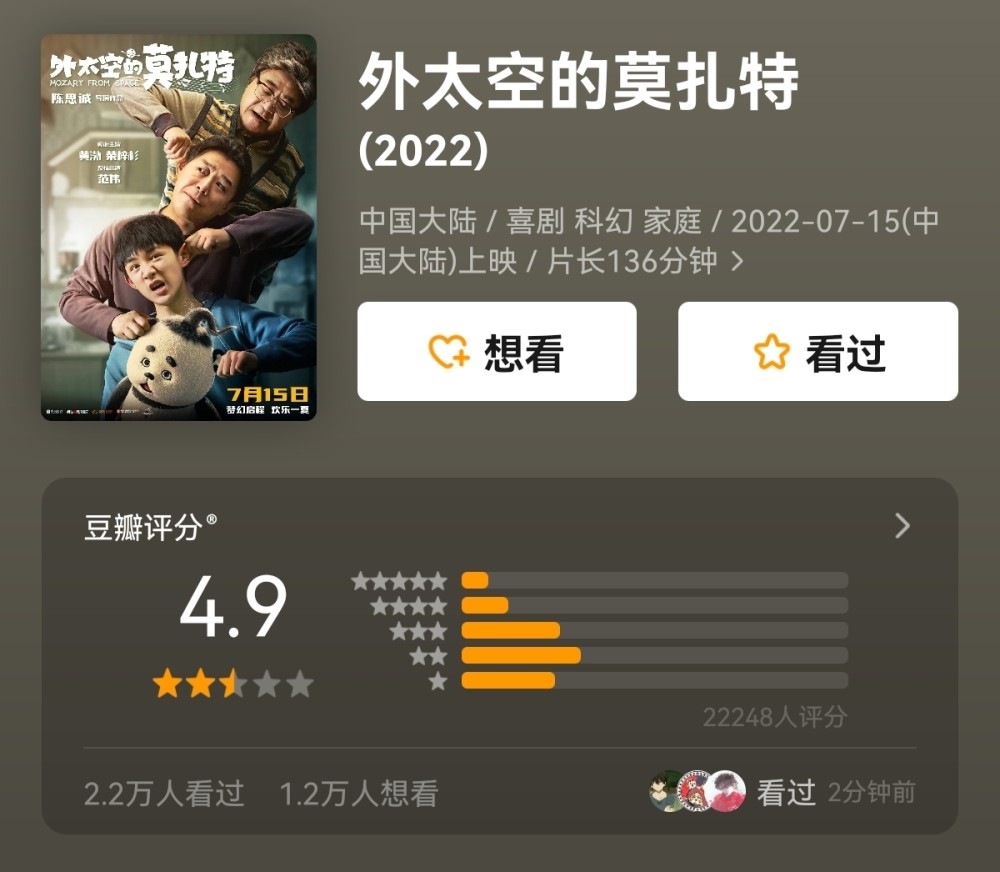 外太空的莫扎特
MOZART FROM SPACE
陈思诚 导演作品
黄渤 荣梓杉
范伟
7月15日
梦幻启程 欢乐一夏
外太空的莫扎特
(2022)
中国大陆 / 喜剧 科幻 家庭 / 2022-07-15(中
国大陆)上映 / 片长136分钟
想看
看过
豆瓣评分®
4.9
22248人评分
2.2万人看过 1.2万人想看
看过 2分钟前